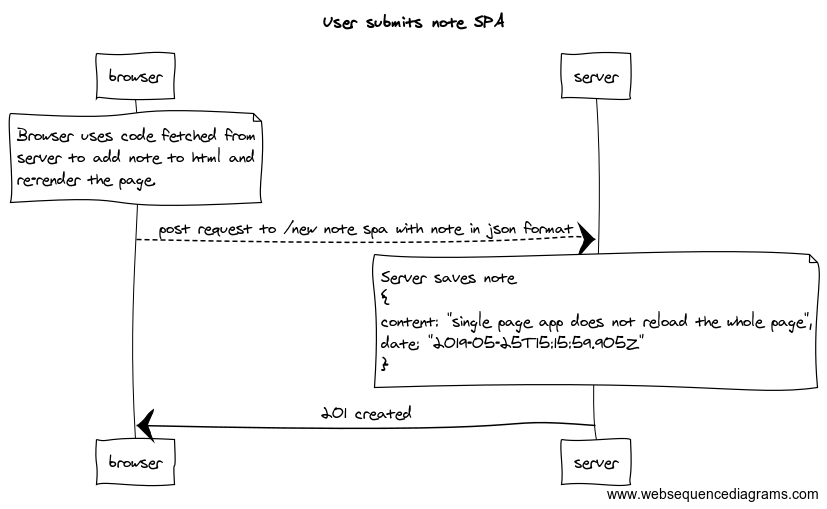 User submits note SPA
browser
server
Browser uses code fetched from
server to add note to html and
re-render the page.
post request to /new note spa with note in json format
Server saves note
{
content: "single page app does not reload the whole page",
date: "2019-05-25T15:15:59.905Z"
}
201 created
browser
server
www.websequencediagrams.com